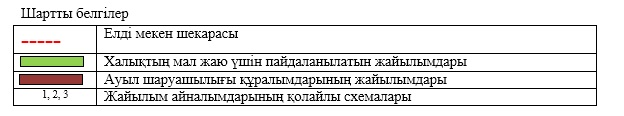 Шартты белгілер
Елді мекен шекарасы
Халықтың мал жаю үшін пайдаланылатын жайылымдары
Ауыл шаруашылығы құралымдарының жайылымдары
1, 2, 3 Жайылым айналымдарының қолайлы схемалары